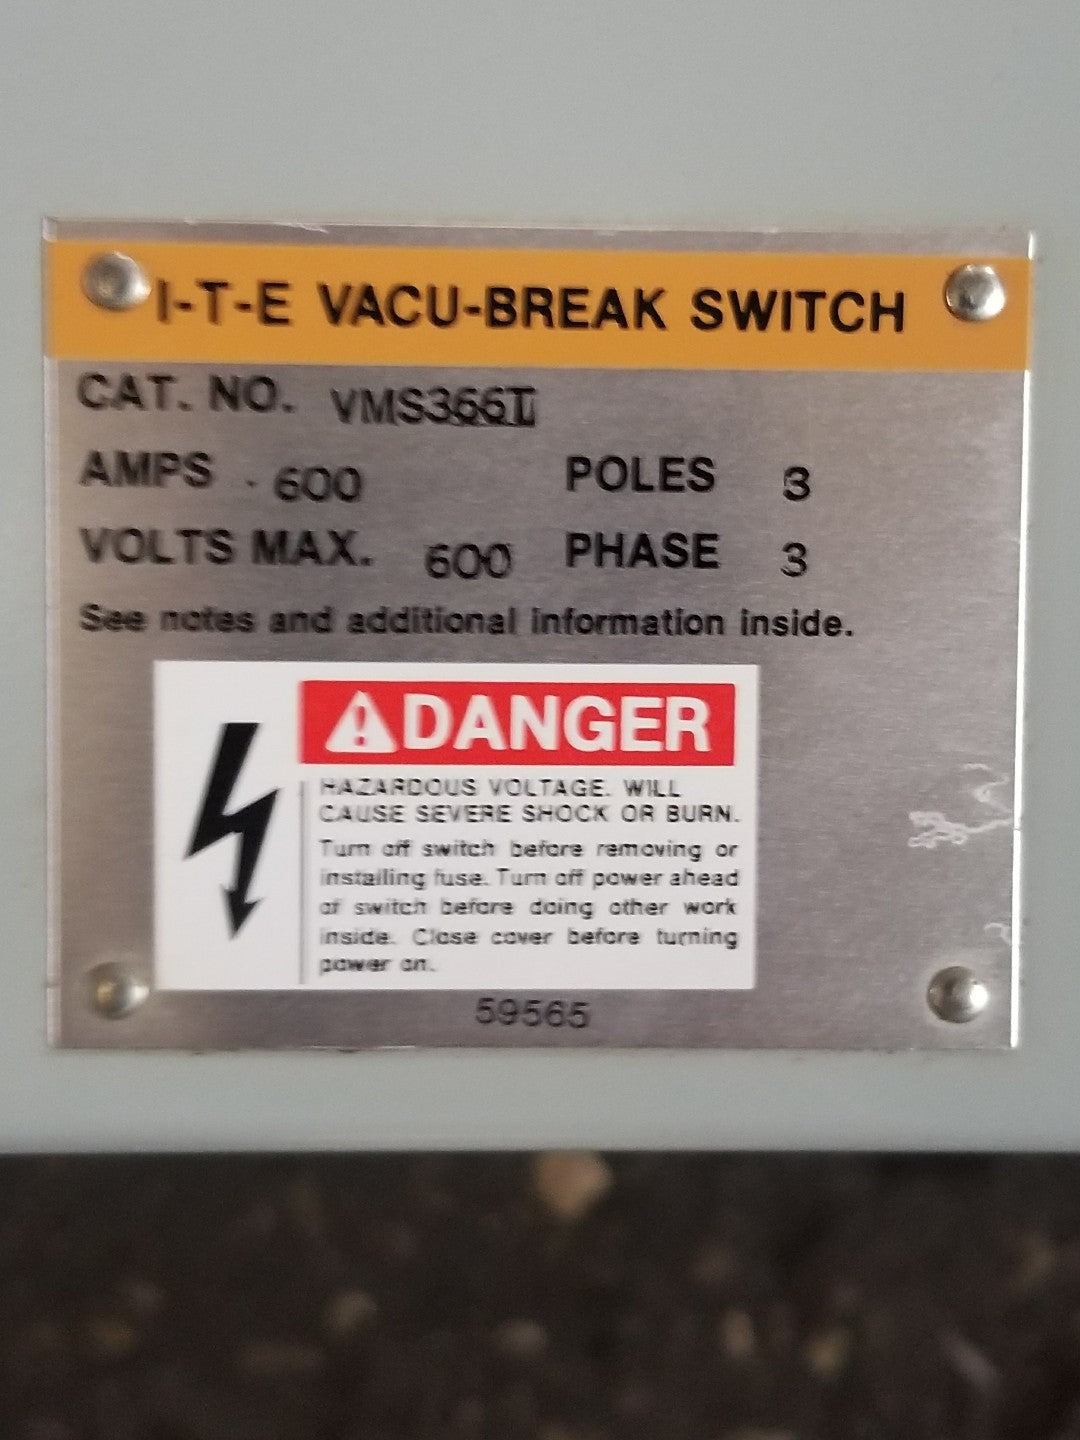 I-T-E VACU-BREAK SWITCH
CAT. NO. VMS366T
AMPS 600 POLES 3
VOLTS MAX. 600 PHASE 3
See notes and additional information inside.
DANGER
HAZARDOUS VOLTAGE. WILL
CAUSE SEVERE SHOCK OR BURN.
Turn off switch before removing or
installing fuse. Turn off power ahead
of switch before doing other work
inside. Close cover before turning
power on.
59565